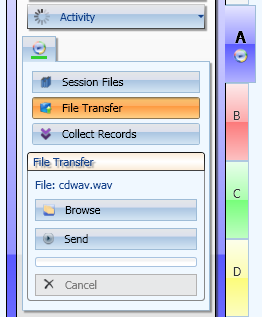 Activity
A
Session Files
File Transfer
B
Collect Records
File Transfer
File: cdwav.wav
C
Browse
Send
D
Cancel